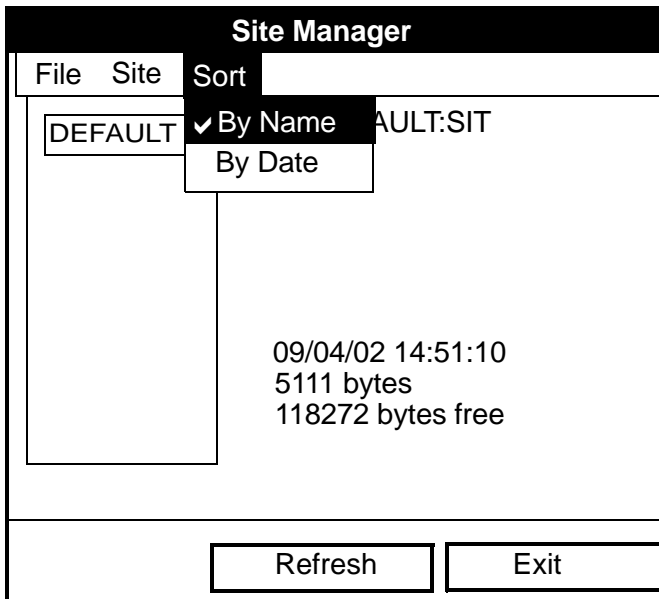 Site Manager
File Site Sort
DEFAULT
✓By Name
AULT:SIT
By Date
09/04/02 14:51:10
5111 bytes
118272 bytes free
Refresh
Exit